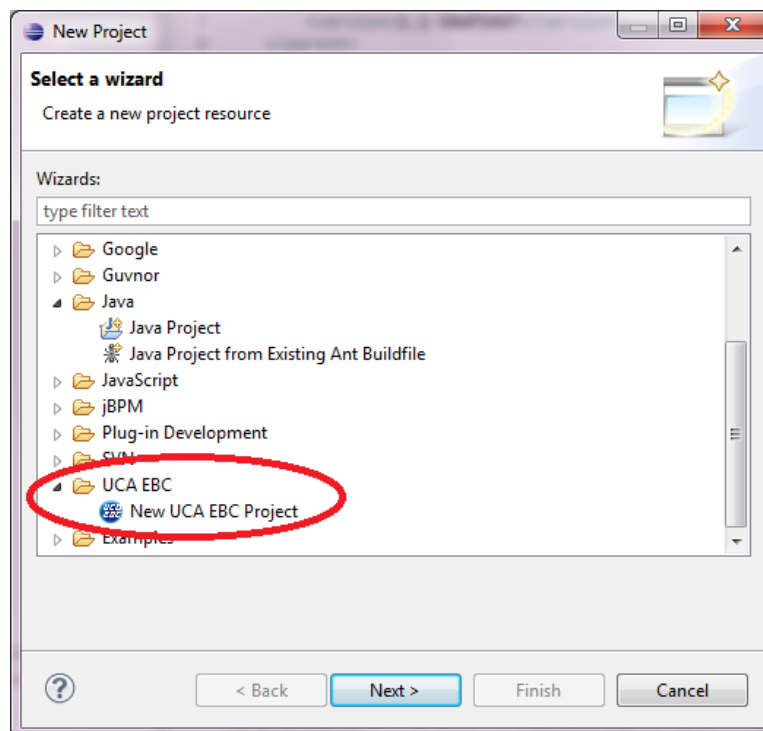 New Project
Select a wizard
Create a new project resource
Wizards:
type filter text
Google
Guvnor
Java
Java Project
Java Project from Existing Ant Buildfile
JavaScript
jBPM
Plug-in Development
SVN
UCA EBC
New UCA EBC Project
Examples
< Back
Next >
Finish
Cancel